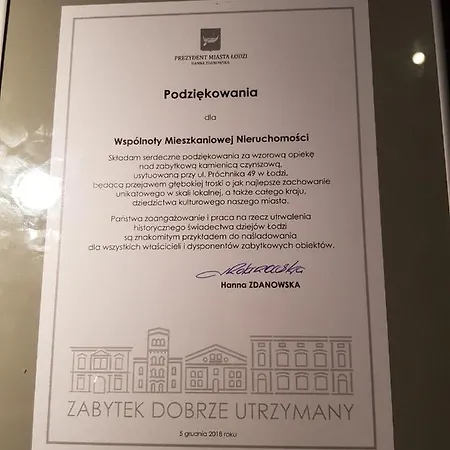 PREZYDENT MIASTA ŁODZI
HANNA ZDANOWSKA
Podziękowania
dla
Wspólnoty Mieszkaniowej Nieruchomości
Składam serdeczne podziękowania za wzorową opiekę
nad zabytkową kamienicą czynszową,
usytuowaną przy ul. Próchnika 49 w Łodzi,
będącą przejawem głębokiej troski o jak najlepsze zachowanie
unikatowego w skali lokalnej, a także całego kraju,
dziedzictwa kulturowego naszego miasta.
Państwa zaangażowanie i praca na rzecz utrwalenia
historycznego świadectwa dziejów Łodzi
są znakomitym przykładem do naśladowania
dla wszystkich właścicieli i dysponentów zabytkowych obiektów.
Hanna ZDANOWSKA
ZABYTEK DOBRZE UTRZYMANY
5 grudnia 2018 roku